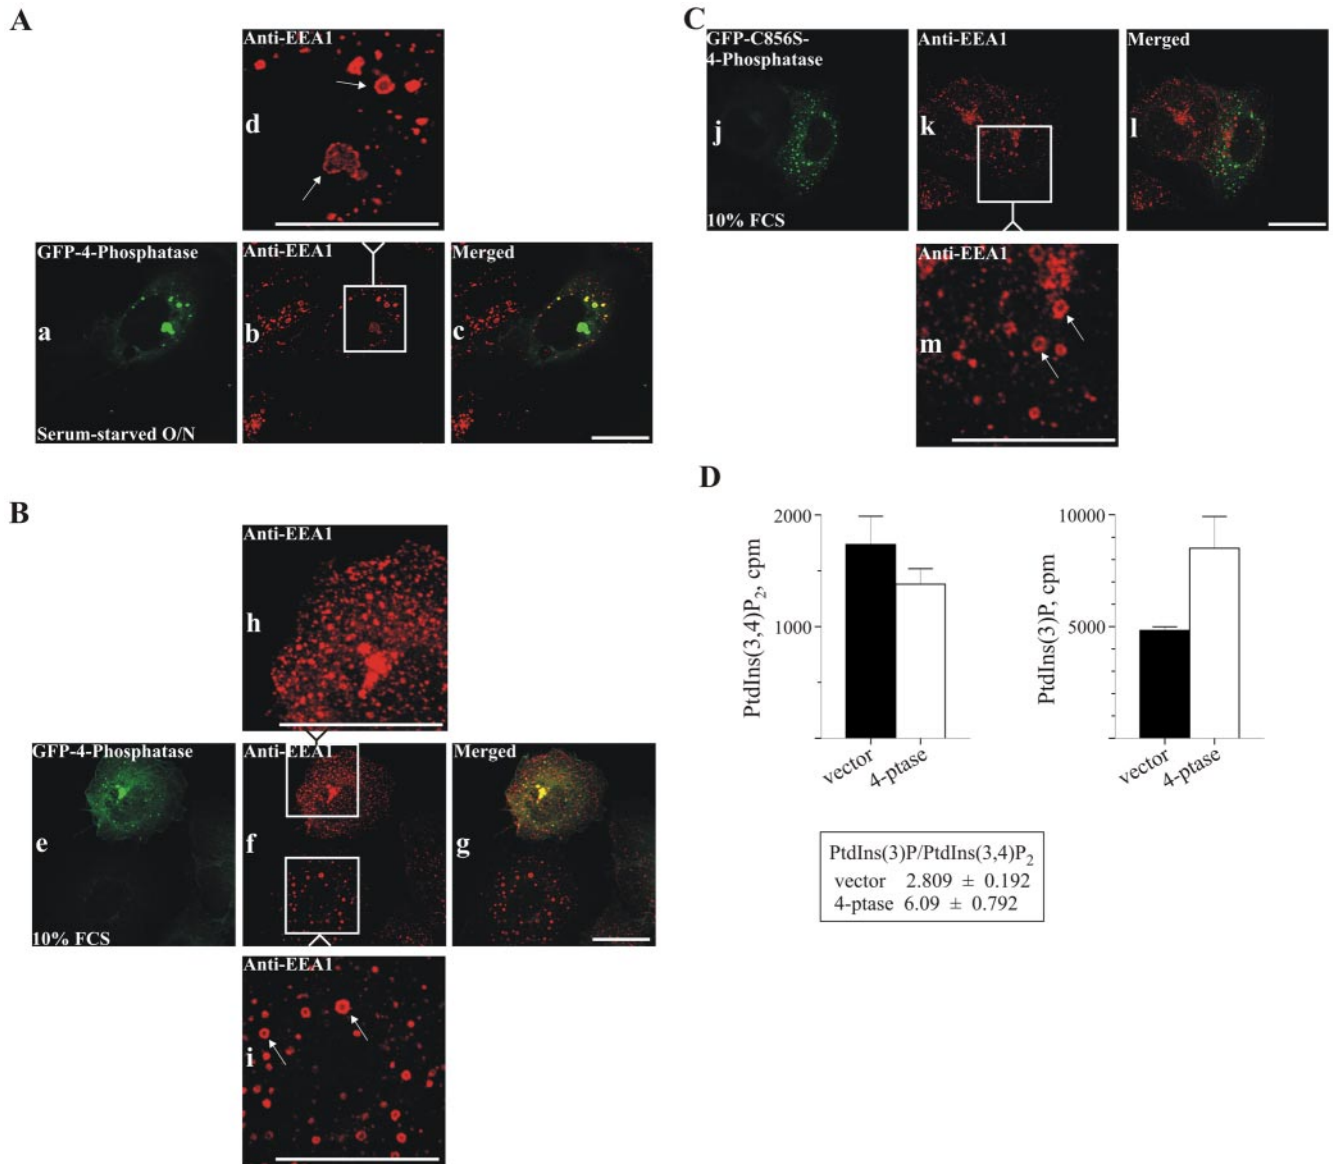 A
Anti-EEA1
d
GFP-4-Phosphatase
a
Serum-starved O/N
Anti-EEA1
b
Merged
c
B
Anti-EEA1
h
GFP-4-Phosphatase
e
10% FCS
Anti-EEA1
f
Merged
g
Anti-EEA1
i
C
GFP-C856S-
4-Phosphatase
j
10% FCS
Anti-EEA1
k
Merged
l
Anti-EEA1
m
D
PtdIns(3,4)P₂, cpm
2000
1000
vector
4-ptase
PtdIns(3)P, cpm
10000
5000
vector
4-ptase
PtdIns(3)P/PtdIns(3,4)P₂
vector 2.809 ± 0.192
4-ptase 6.09 ± 0.792